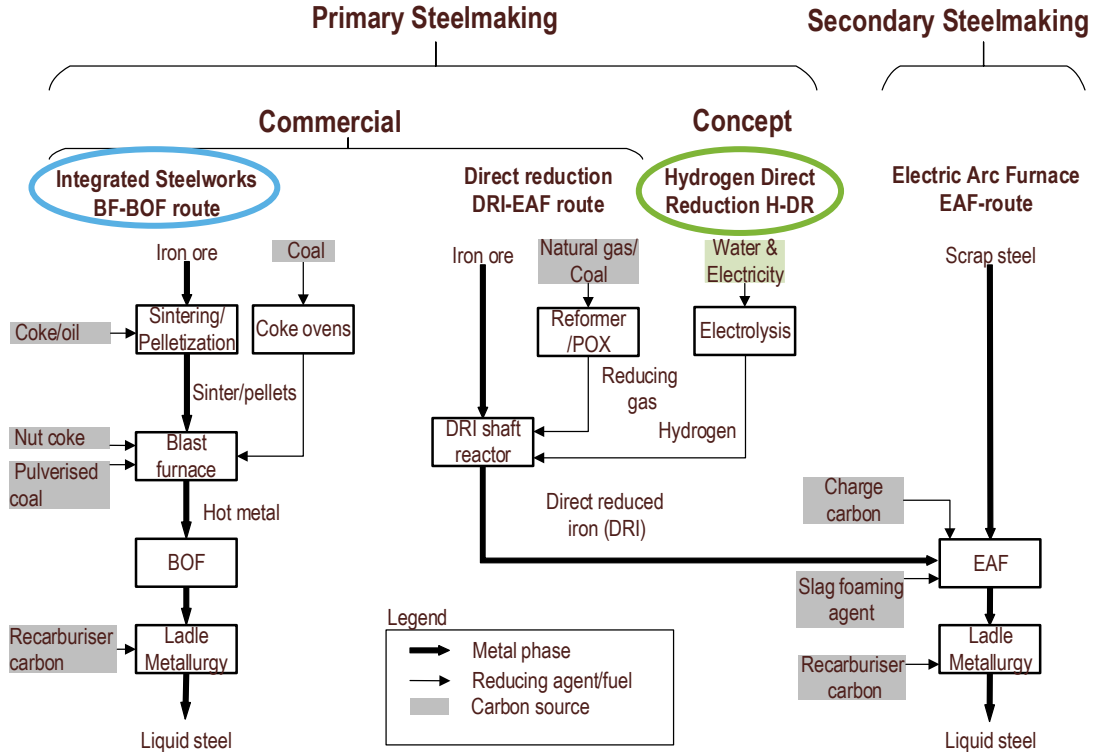 Primary Steelmaking
Secondary Steelmaking
Commercial
Concept
Integrated Steelworks
BF-BOF route
Direct reduction
DRI-EAF route
Hydrogen Direct
Reduction H-DR
Electric Arc Furnace
EAF-route
Iron ore
Coal
Iron ore
Natural gas/
Coal
Water &
Electricity
Scrap steel
Coke/oil
Sintering/
Pelletization
Coke ovens
Reformer
/POX
Electrolysis
Sinter/pellets
Reducing
gas
Hydrogen
Nut coke
Pulverised
coal
Blast
furnace
DRI shaft
reactor
Hot metal
Direct reduced
iron (DRI)
Charge
carbon
BOF
EAF
Slag foaming
agent
Recarburiser
carbon
Ladle
Metallurgy
Legend
Metal phase
Reducing agent/fuel
Carbon source
Recarburiser
carbon
Ladle
Metallurgy
Liquid steel
Liquid steel